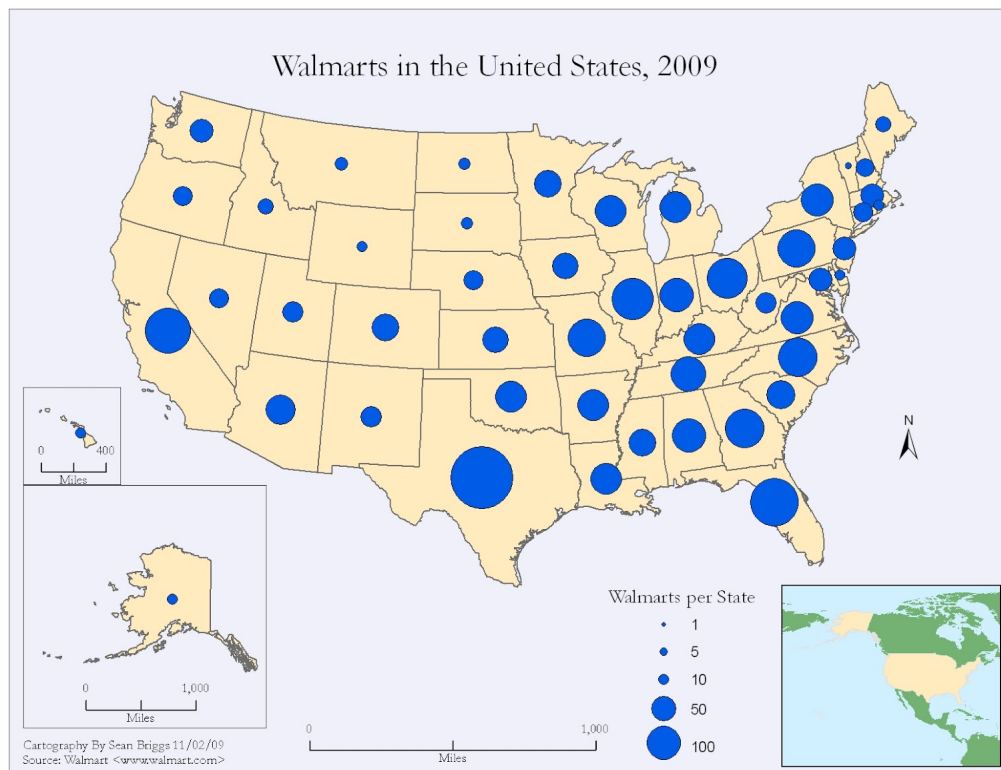 Walmarts in the United States, 2009
N
0 400
Miles
0 1,000
Miles
Walmarts per State
1
5
10
50
100
0 1,000
Miles
Cartography By Sean Briggs 11/02/09
Source: Walmart <www.walmart.com>